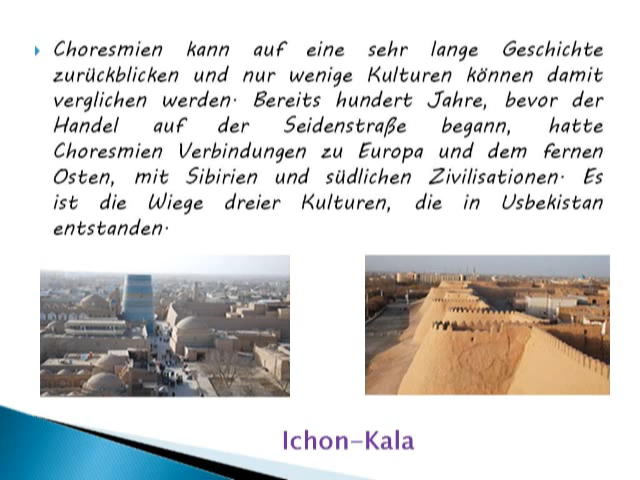 Choresmien kann auf eine sehr lange Geschichte
zurückblicken und nur wenige Kulturen können damit
verglichen werden. Bereits hundert Jahre, bevor der
Handel auf der Seidenstraße begann, hatte
Choresmien Verbindungen zu Europa und dem fernen
Osten, mit Sibirien und südlichen Zivilisationen. Es
ist die Wiege dreier Kulturen, die in Usbekistan
entstanden.
Ichon-Kala